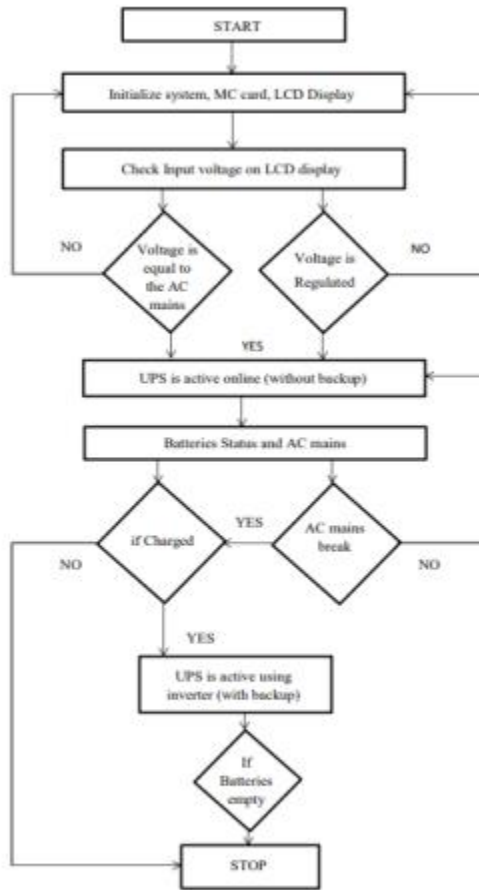 START
Initialize system, MC card, LCD Display
Check Input voltage on LCD display
NO
Voltage is
equal to
the AC
mains
Voltage is
Regulated
NO
YES
UPS is active online (without backup)
Batteries Status and AC mains
if Charged
YES
AC mains
break
NO
NO
YES
UPS is active using
inverter (with backup)
If
Batteries
empty
STOP